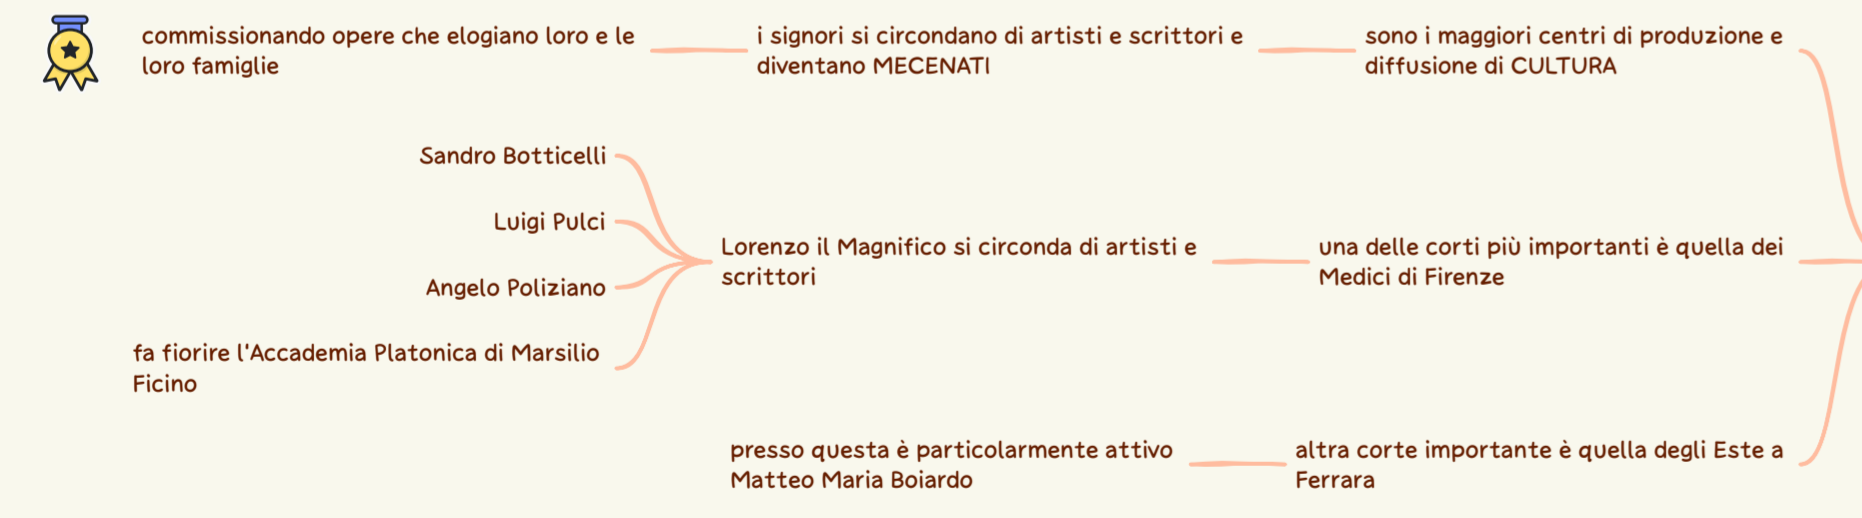 commissionando opere che elogiano loro e le
loro famiglie
i signori si circondano di artisti e scrittori e
diventano MECENATI
sono i maggiori centri di produzione e
diffusione di CULTURA
Sandro Botticelli
Luigi Pulci
Angelo Poliziano
fa fiorire l'Accademia Platonica di Marsilio
Ficino
Lorenzo il Magnifico si circonda di artisti e
scrittori
una delle corti più importanti è quella dei
Medici di Firenze
presso questa è particolarmente attivo
Matteo Maria Boiardo
altra corte importante è quella degli Este a
Ferrara